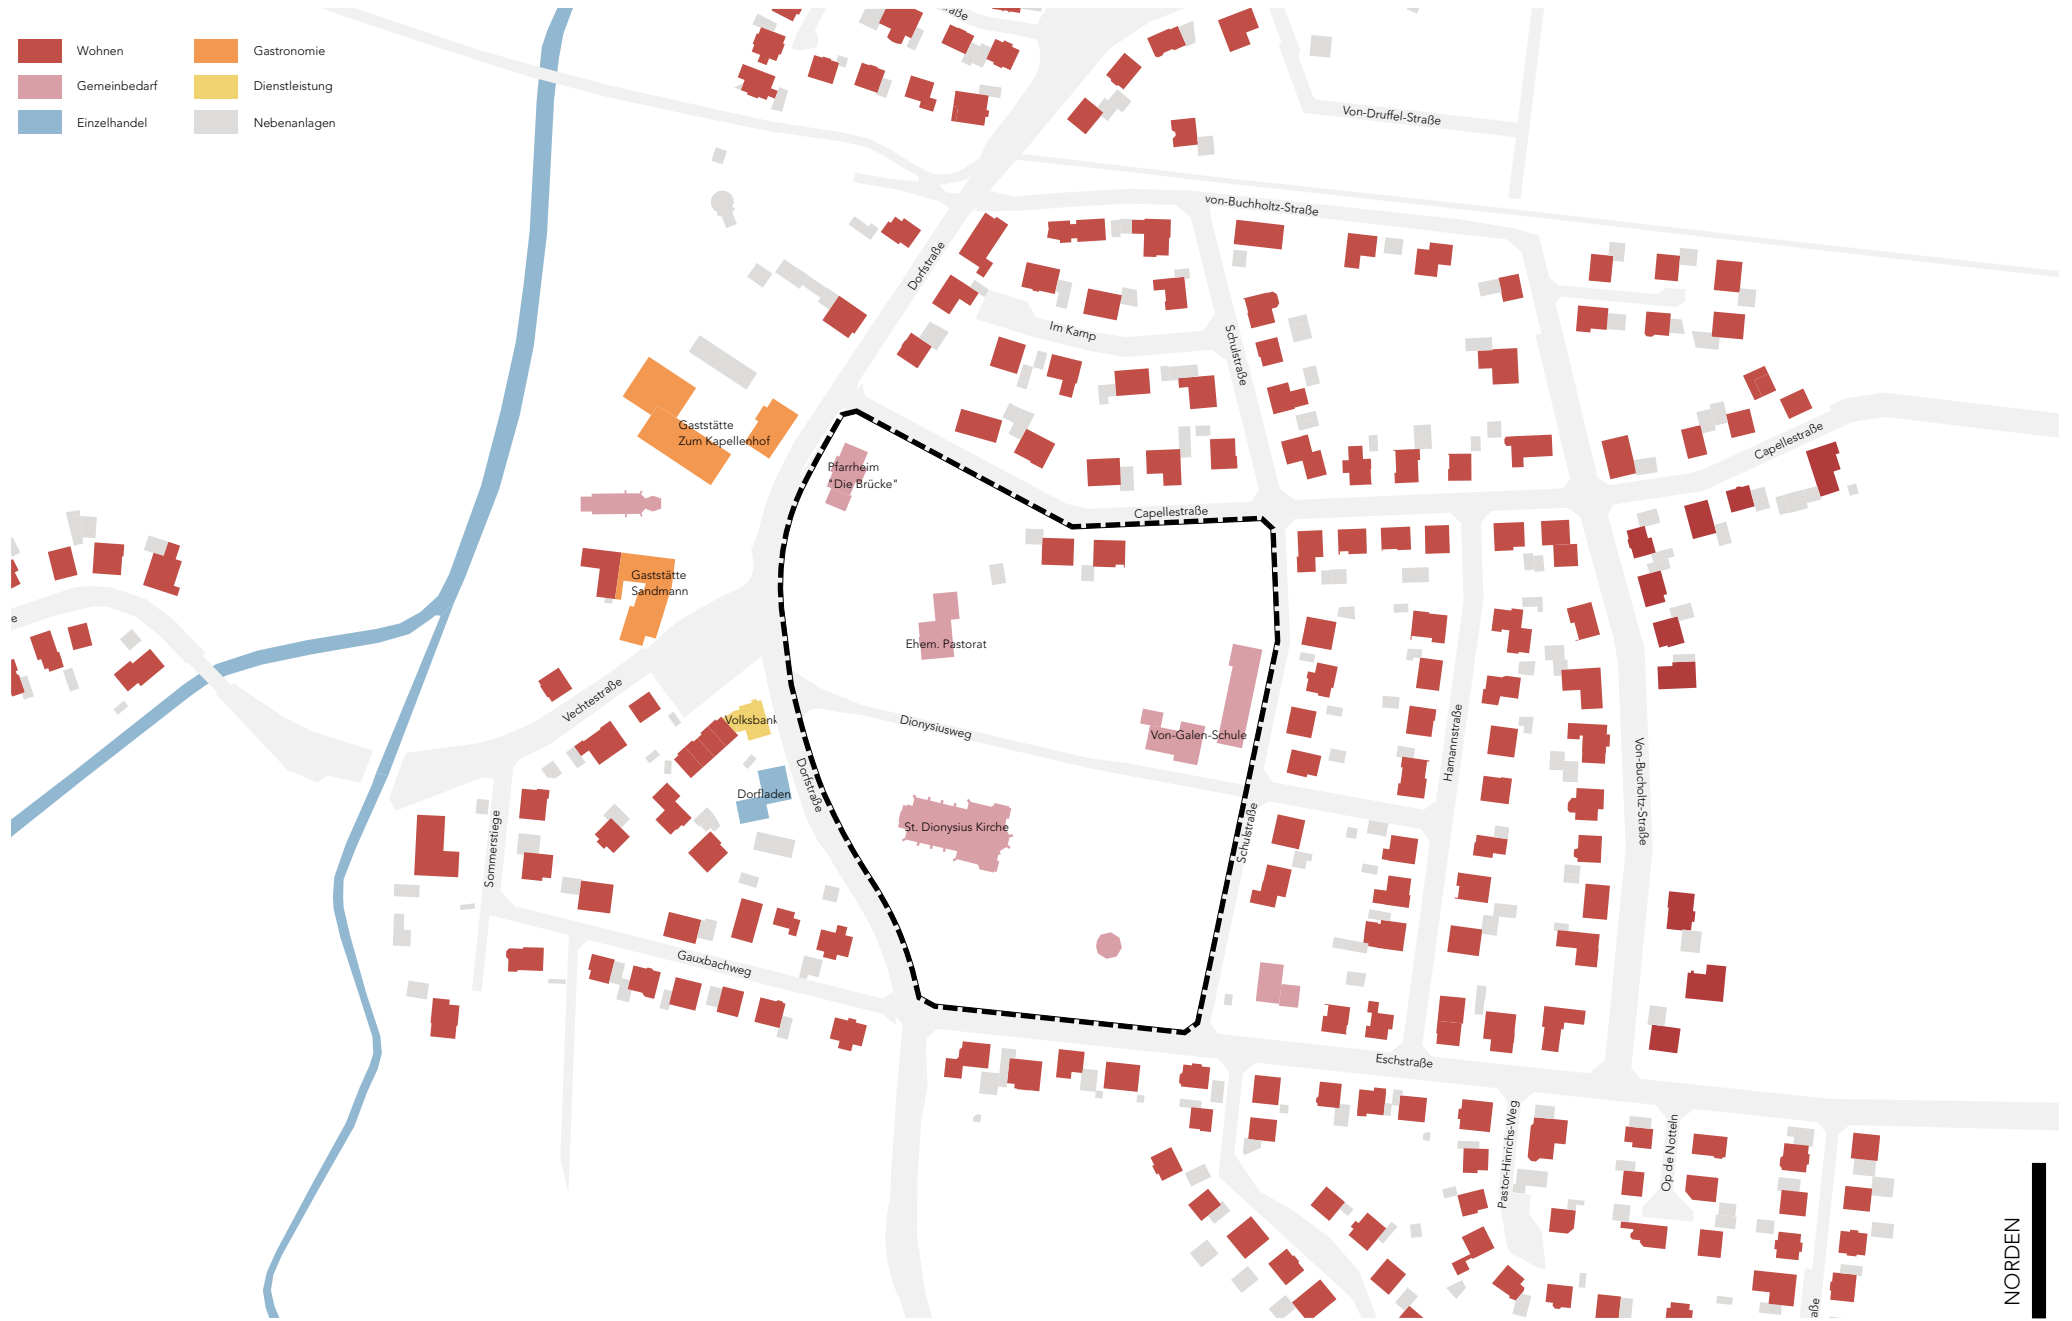 Wohnen
Gastronomie
Gemeinbedarf
Dienstleistung
Einzelhandel
Nebenanlagen
raße
Von-Druffel-Straße
von-Buchholtz-Straße
Dorfstraße
Im Kamp
Schulstraße
Gaststätte
Zum Kapellenhof
Pfarrheim
"Die Brücke"
Capellestraße
Capellestraße
Gaststätte
Sandmann
e
Ehem. Pastorat
Vechtestraße
Volksbank
Dionysiusweg
Von-Galen-Schule
Hamannstraße
Von-Bucholtz-Straße
Dorfstraße
Dorfladen
St. Dionysius Kirche
Schulstraße
Sommerstiege
Gauxbachweg
Eschstraße
Pastor-Hinrichs-Weg
Op de Notteln
aße
NORDEN